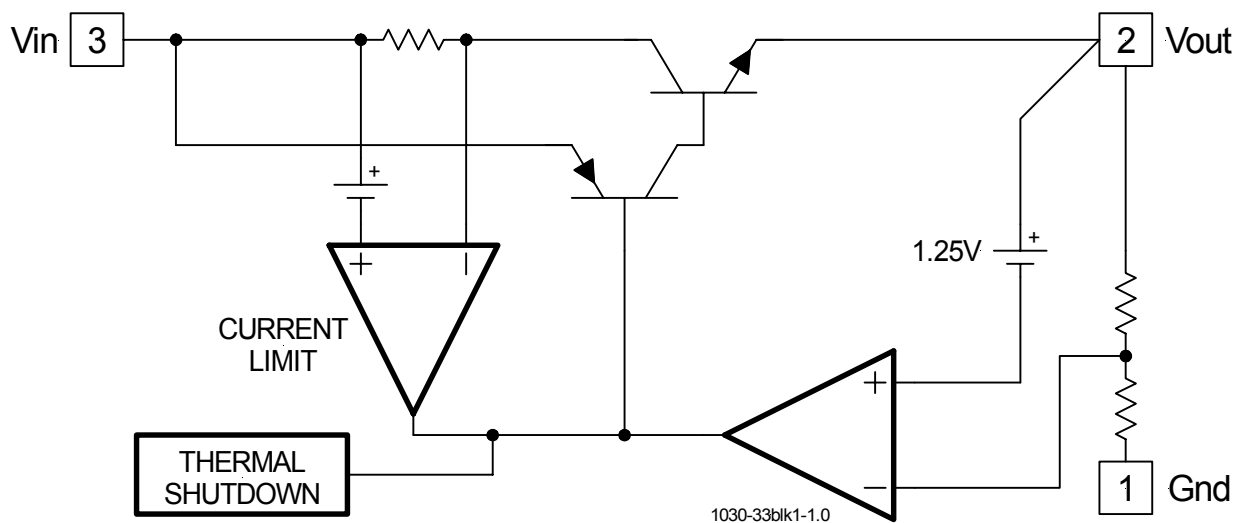 Vin 3
2 Vout
+
+
1.25V
+ −
CURRENT
LIMIT
+
THERMAL
SHUTDOWN
−
1 Gnd
1030-33blk1-1.0